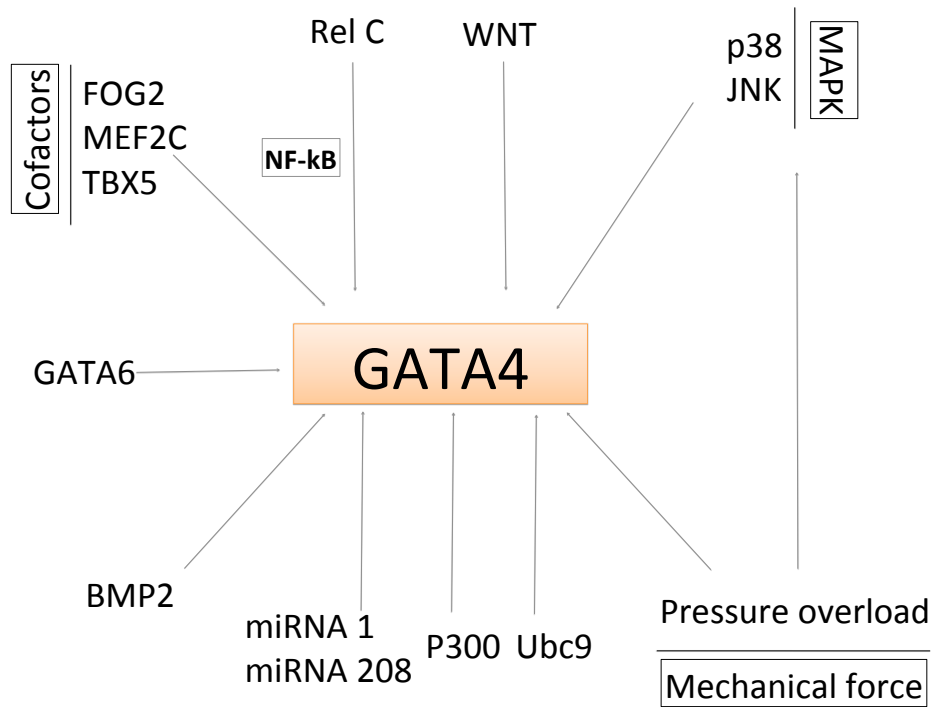 Rel C
WNT
p38
JNK
MAPK
Cofactors
FOG2
MEF2C
TBX5
NF-kB
GATA4
GATA6
BMP2
miRNA 1
miRNA 208
P300
Ubc9
Pressure overload
Mechanical force